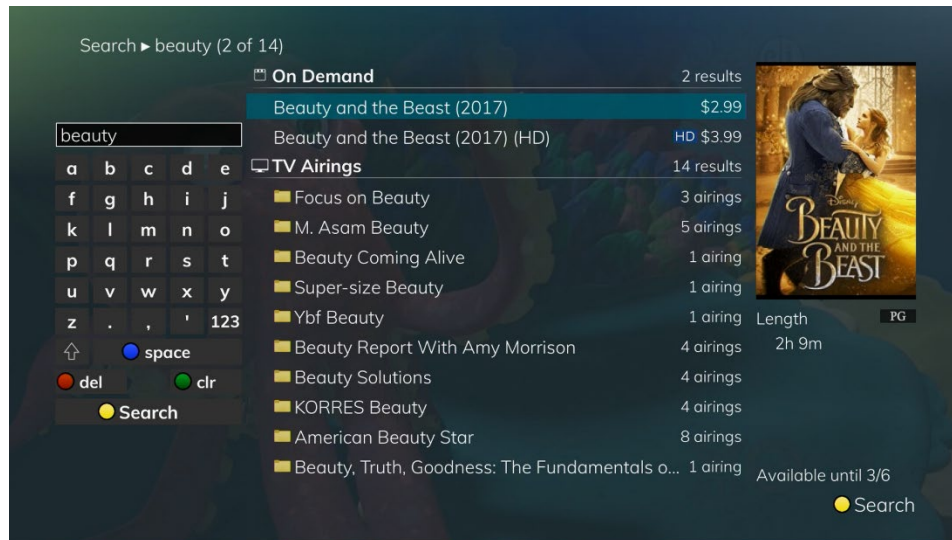 Search ▸ beauty (2 of 14)
beauty
a b c d e
f g h i j
k l m n o
p q r s t
u v w x y
z . , ' 123
space
del clr
Search
On Demand 2 results
Beauty and the Beast (2017) $2.99
Beauty and the Beast (2017) (HD) HD $3.99
TV Airings 14 results
Focus on Beauty 3 airings
M. Asam Beauty 5 airings
Beauty Coming Alive 1 airing
Super-size Beauty 1 airing
Ybf Beauty 1 airing
Beauty Report With Amy Morrison 4 airings
Beauty Solutions 4 airings
KORRES Beauty 4 airings
American Beauty Star 8 airings
Beauty, Truth, Goodness: The Fundamentals o... 1 airing
Disney
BEAUTY
AND THE
BEAST
Length PG
2h 9m
Available until 3/6
Search